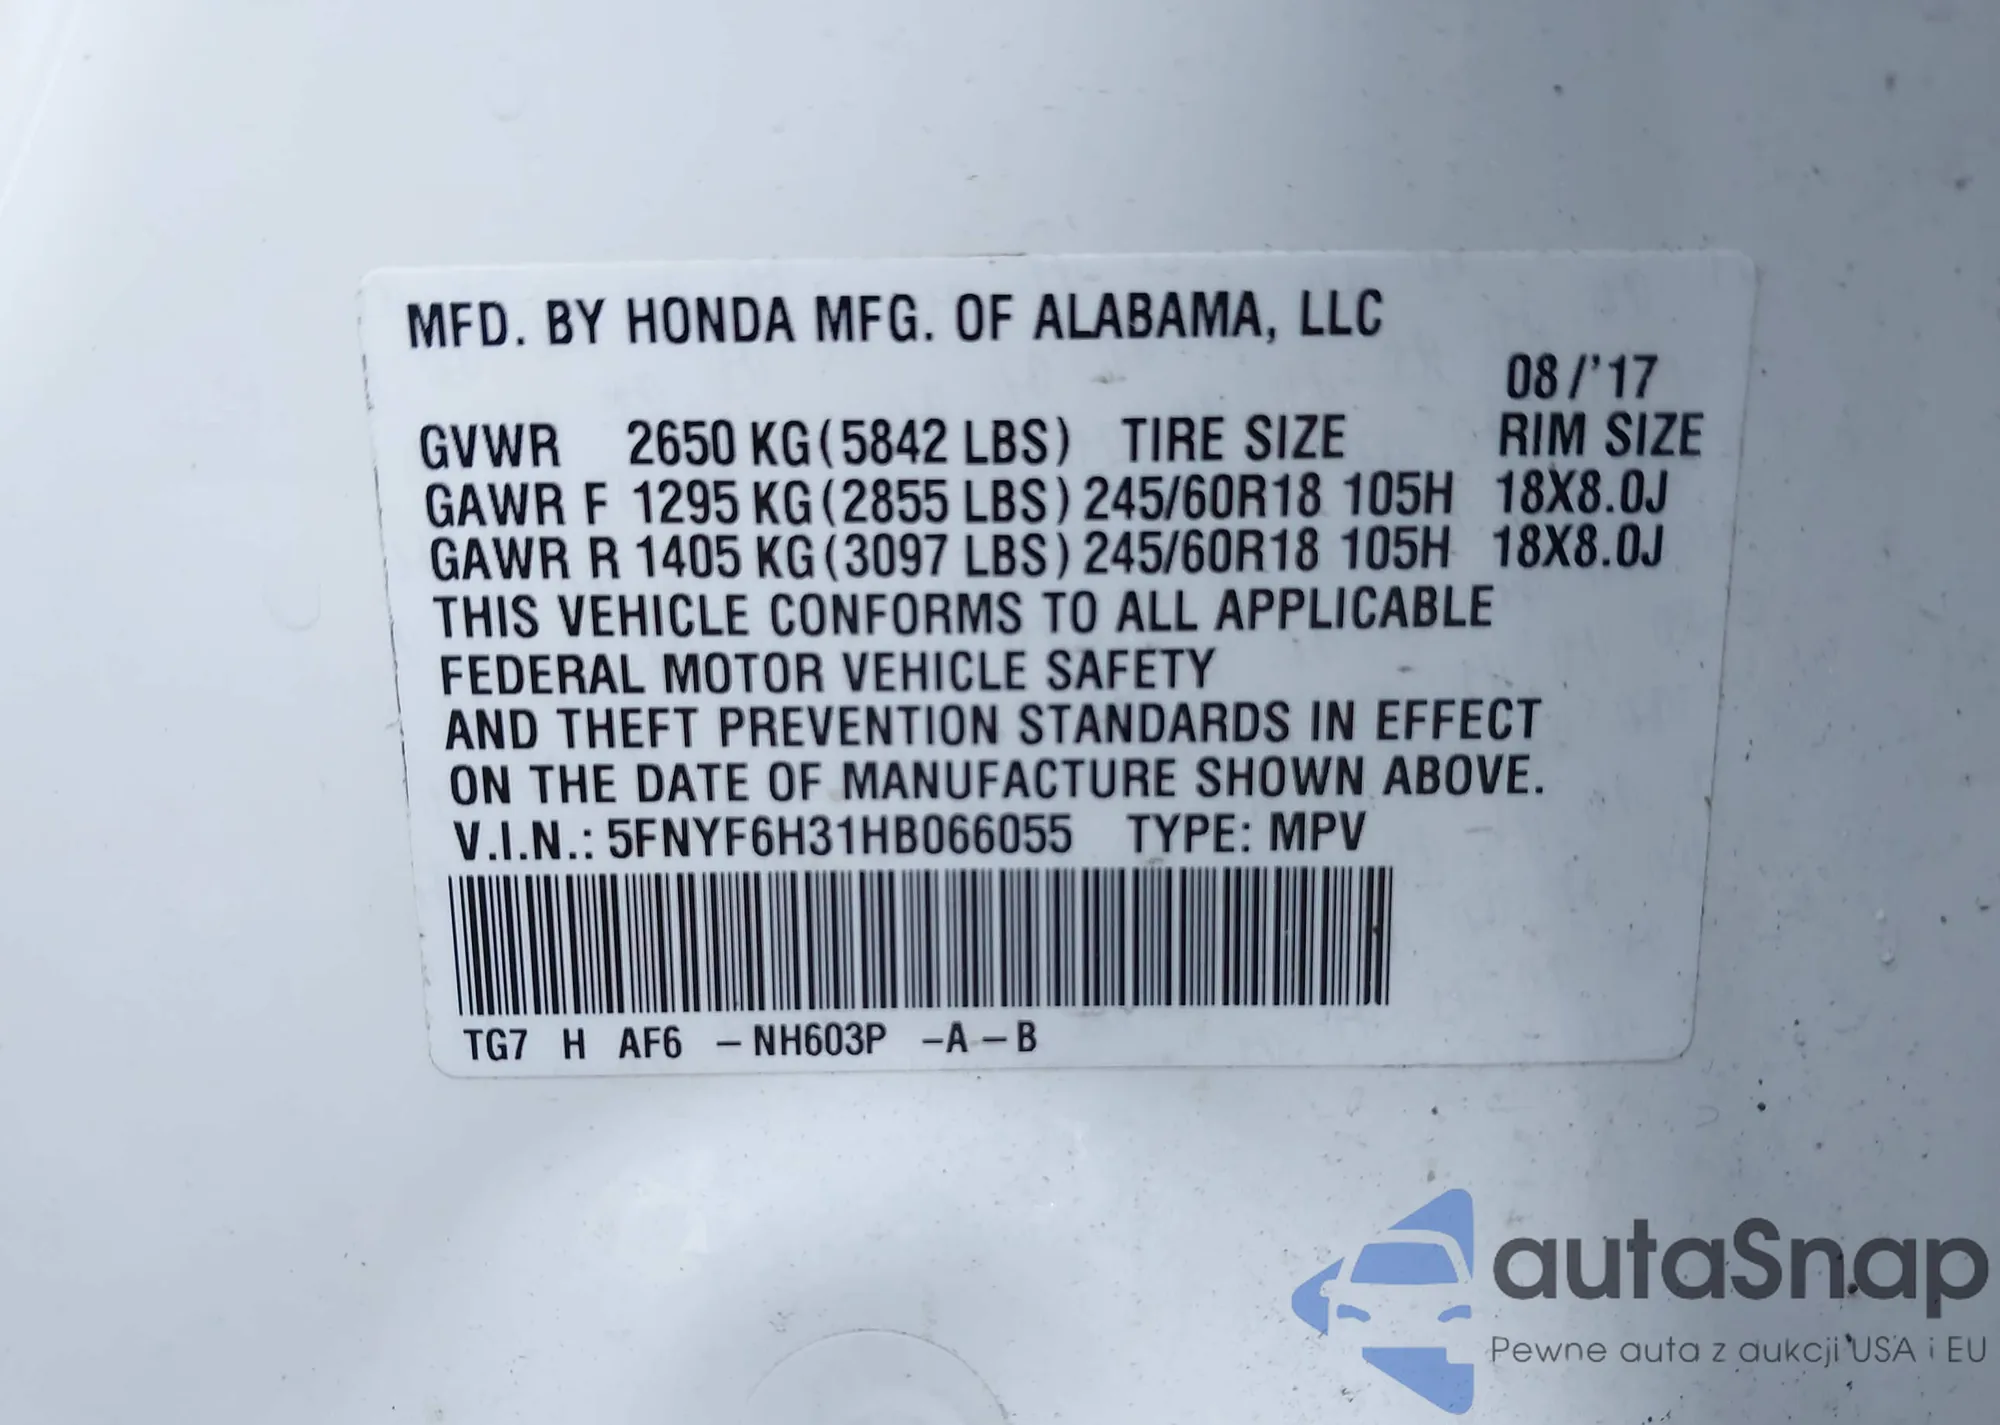 MFD. BY HONDA MFG. OF ALABAMA, LLC
08/'17
GVWR 2650 KG(5842 LBS) TIRE SIZE RIM SIZE
GAWR F 1295 KG(2855 LBS) 245/60R18 105H 18X8.0J
GAWR R 1405 KG(3097 LBS) 245/60R18 105H 18X8.0J
THIS VEHICLE CONFORMS TO ALL APPLICABLE
FEDERAL MOTOR VEHICLE SAFETY
AND THEFT PREVENTION STANDARDS IN EFFECT
ON THE DATE OF MANUFACTURE SHOWN ABOVE.
V.I.N.: 5FNYF6H31HB066055 TYPE: MPV
TG7 H AF6 -NH603P -A-B
autaSnap
Pewne auta z aukcji USA i EU